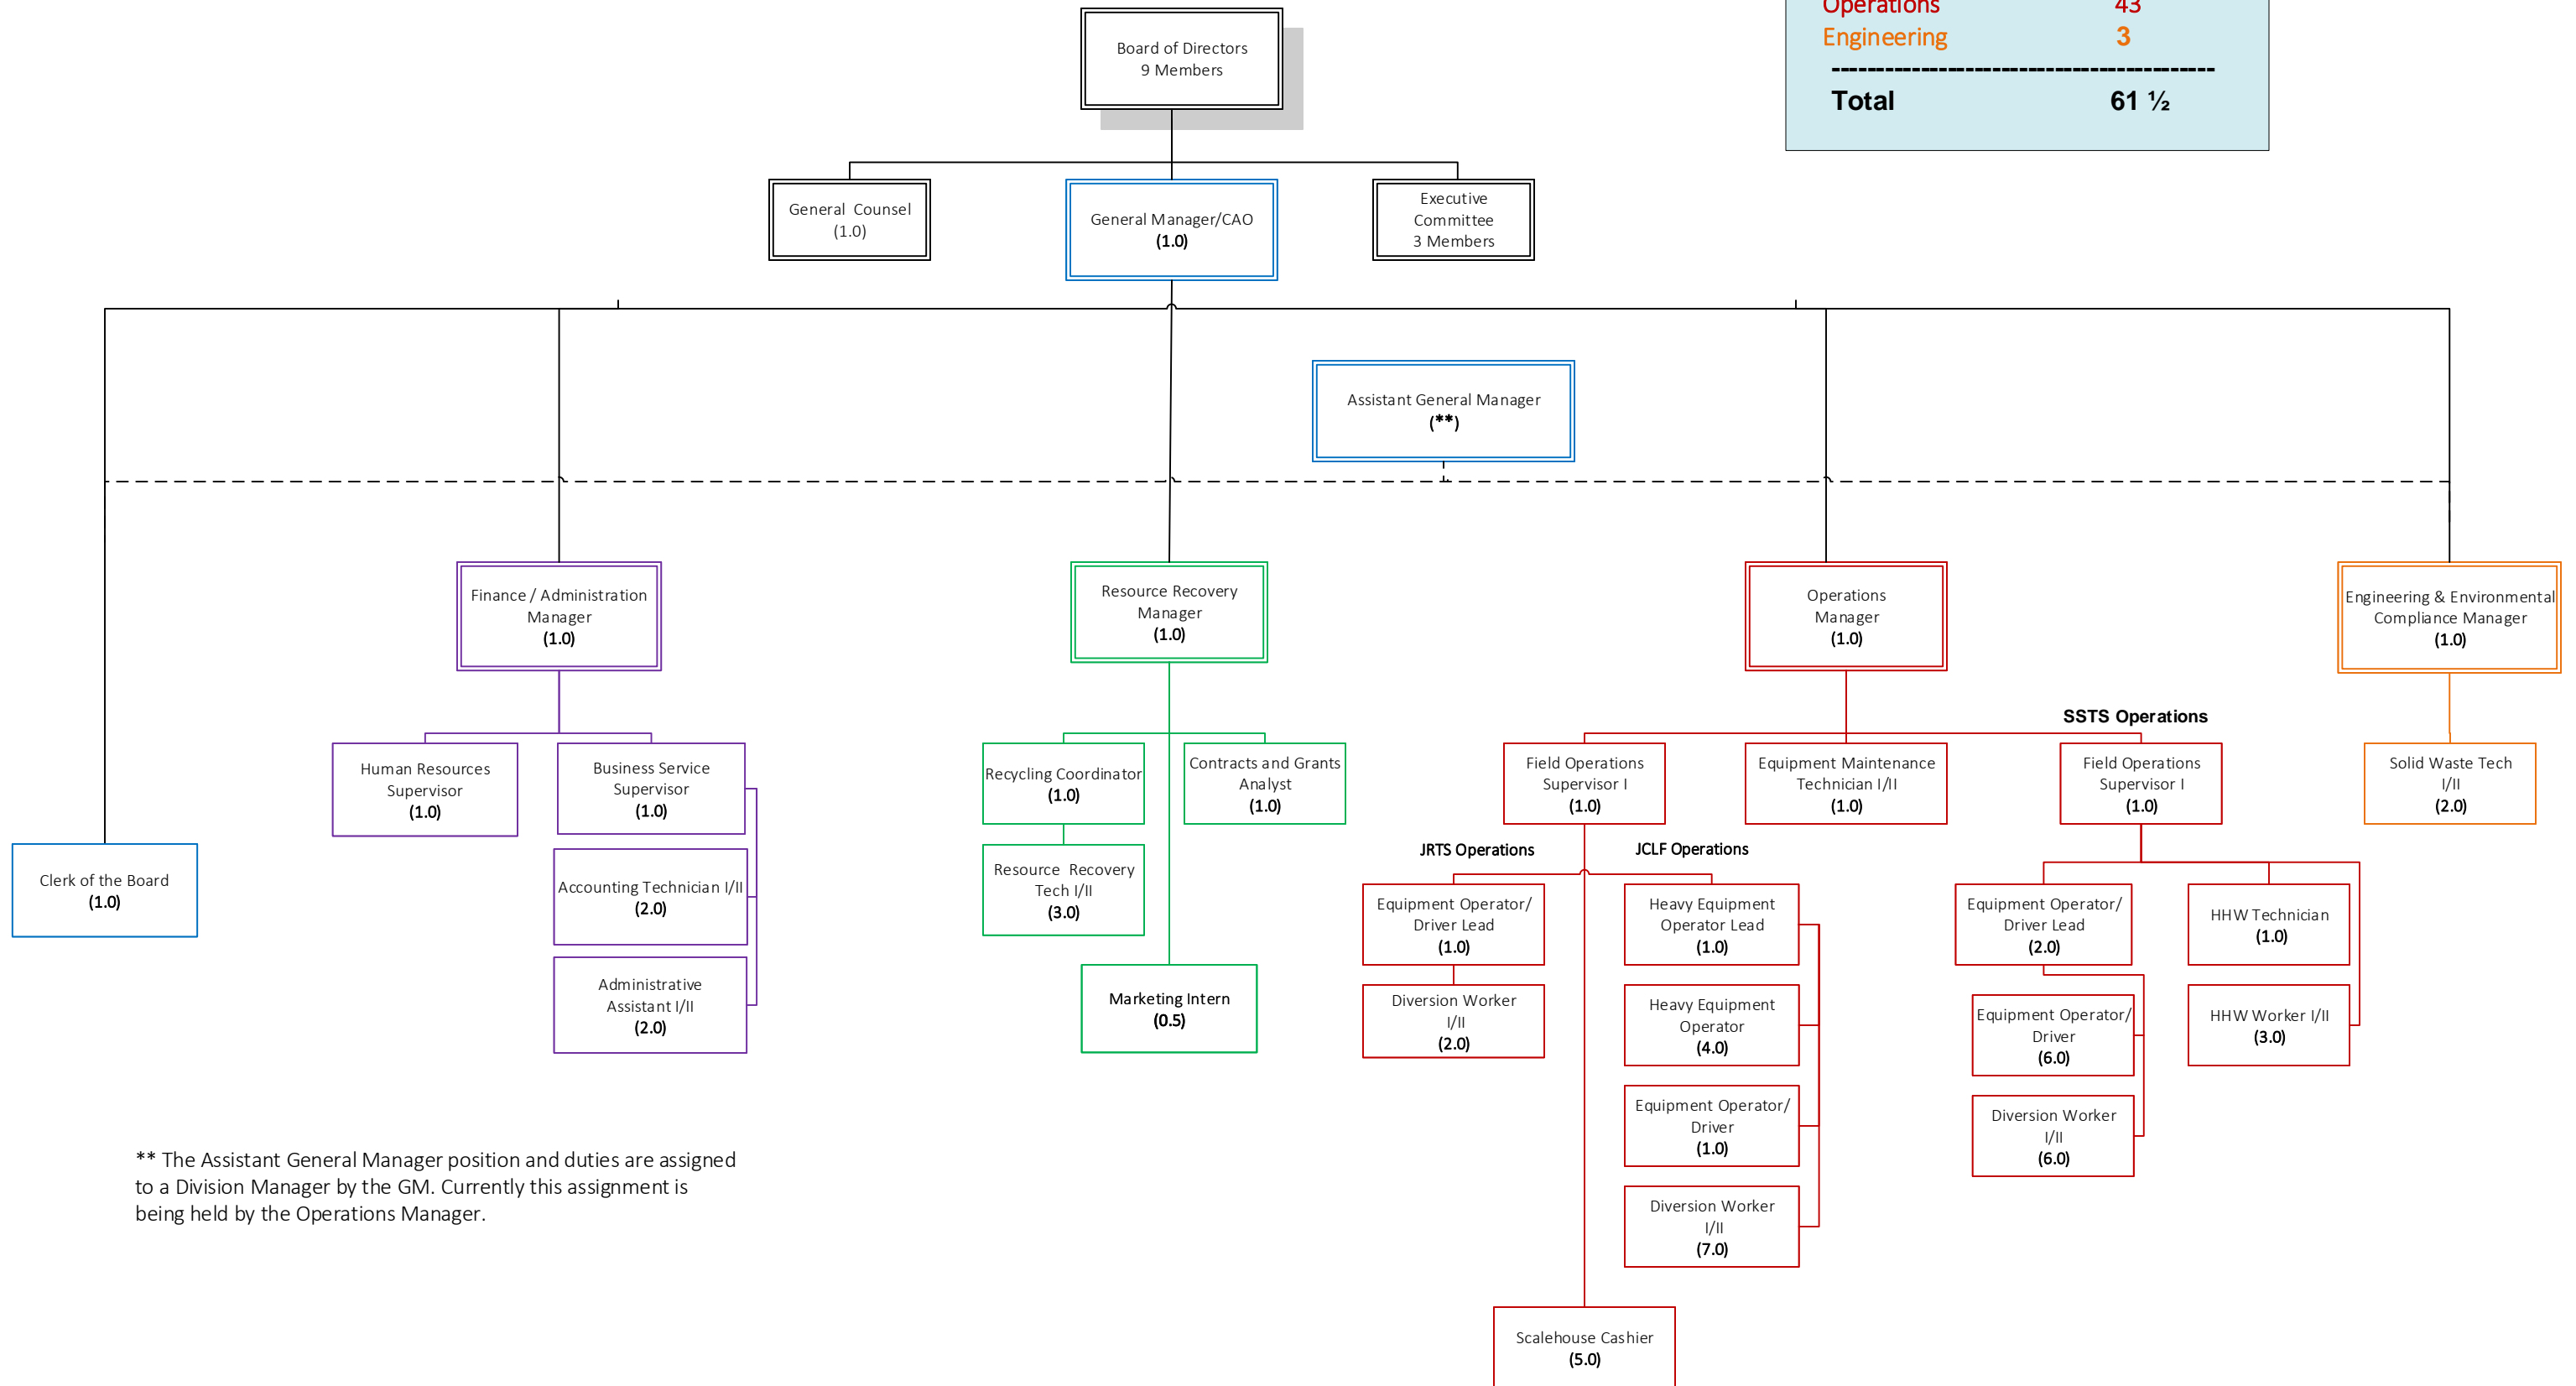 Operations 43
Engineering 3
-------------------------------------------
Total 61 ½
Board of Directors
9 Members
General Counsel
(1.0)
General Manager/CAO
(1.0)
Executive
Committee
3 Members
Assistant General Manager
(**)
Finance / Administration
Manager
(1.0)
Resource Recovery
Manager
(1.0)
Operations
Manager
(1.0)
Engineering & Environmental
Compliance Manager
(1.0)
SSTS Operations
Human Resources
Supervisor
(1.0)
Business Service
Supervisor
(1.0)
Recycling Coordinator
(1.0)
Contracts and Grants
Analyst
(1.0)
Field Operations
Supervisor I
(1.0)
Equipment Maintenance
Technician I/II
(1.0)
Field Operations
Supervisor I
(1.0)
Solid Waste Tech
I/II
(2.0)
Clerk of the Board
(1.0)
Accounting Technician I/II
(2.0)
Administrative
Assistant I/II
(2.0)
Resource Recovery
Tech I/II
(3.0)
Marketing Intern
(0.5)
JRTS Operations
JCLF Operations
Equipment Operator/
Driver Lead
(1.0)
Diversion Worker
I/II
(2.0)
Heavy Equipment
Operator Lead
(1.0)
Heavy Equipment
Operator
(4.0)
Equipment Operator/
Driver
(1.0)
Diversion Worker
I/II
(7.0)
Equipment Operator/
Driver Lead
(2.0)
Equipment Operator/
Driver
(6.0)
Diversion Worker
I/II
(6.0)
HHW Technician
(1.0)
HHW Worker I/II
(3.0)
Scalehouse Cashier
(5.0)
** The Assistant General Manager position and duties are assigned
to a Division Manager by the GM. Currently this assignment is
being held by the Operations Manager.